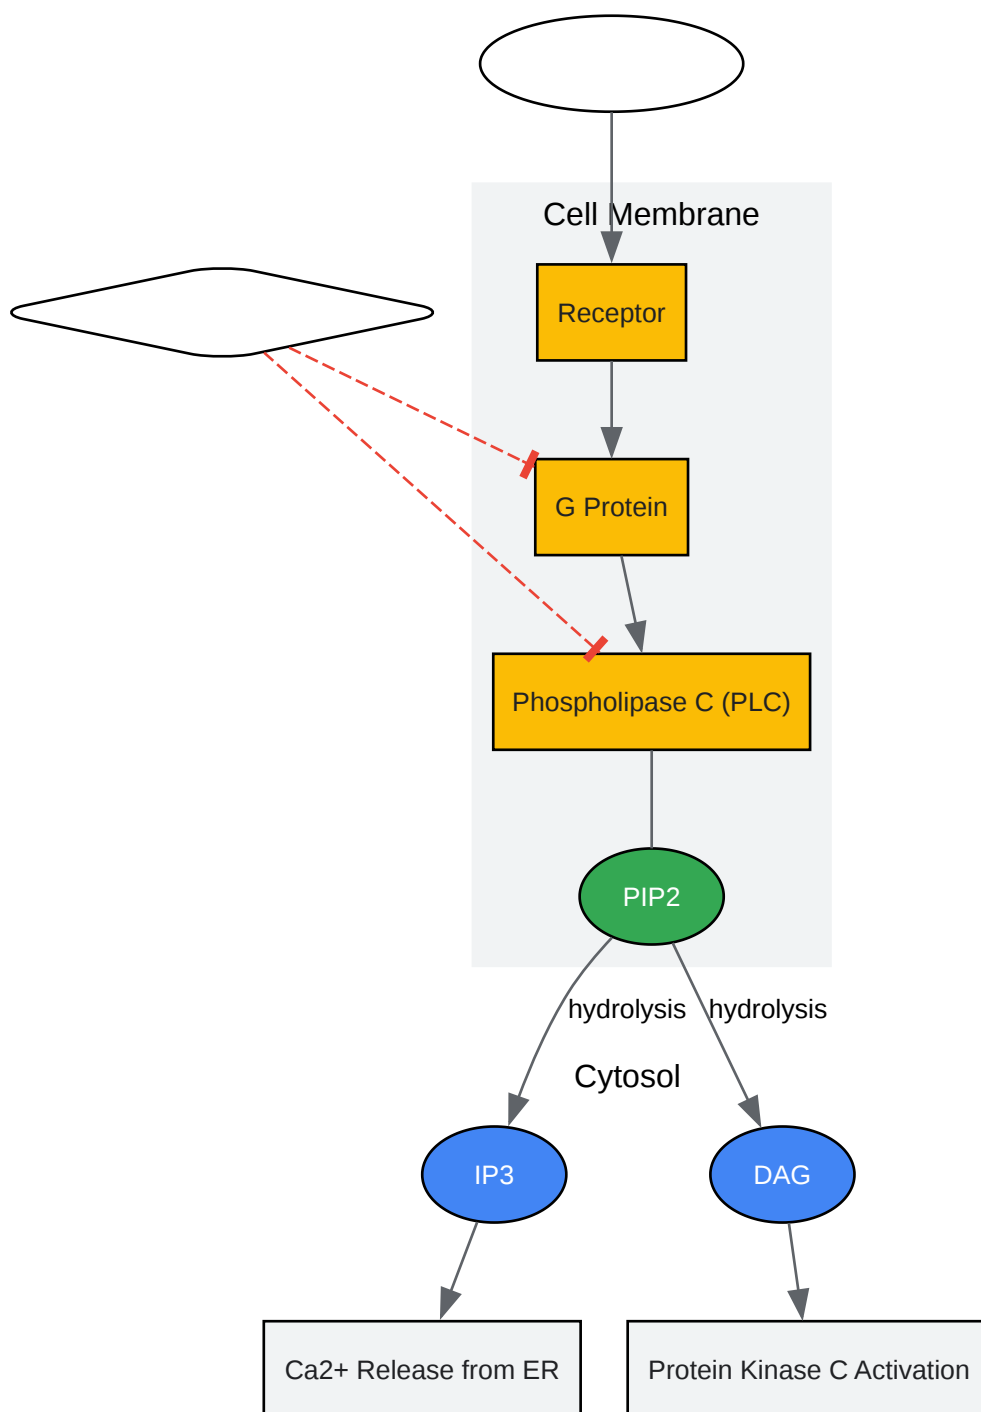 Cell Membrane
Receptor
G Protein
Phospholipase C (PLC)
PIP2
hydrolysis hydrolysis
Cytosol
IP3 DAG
Ca2+ Release from ER Protein Kinase C Activation